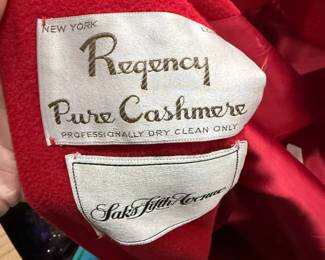 NEW YORK
Regency
Pure Cashmere
PROFESSIONALLY DRY CLEAN ONLY
Saks Fifth Avenue